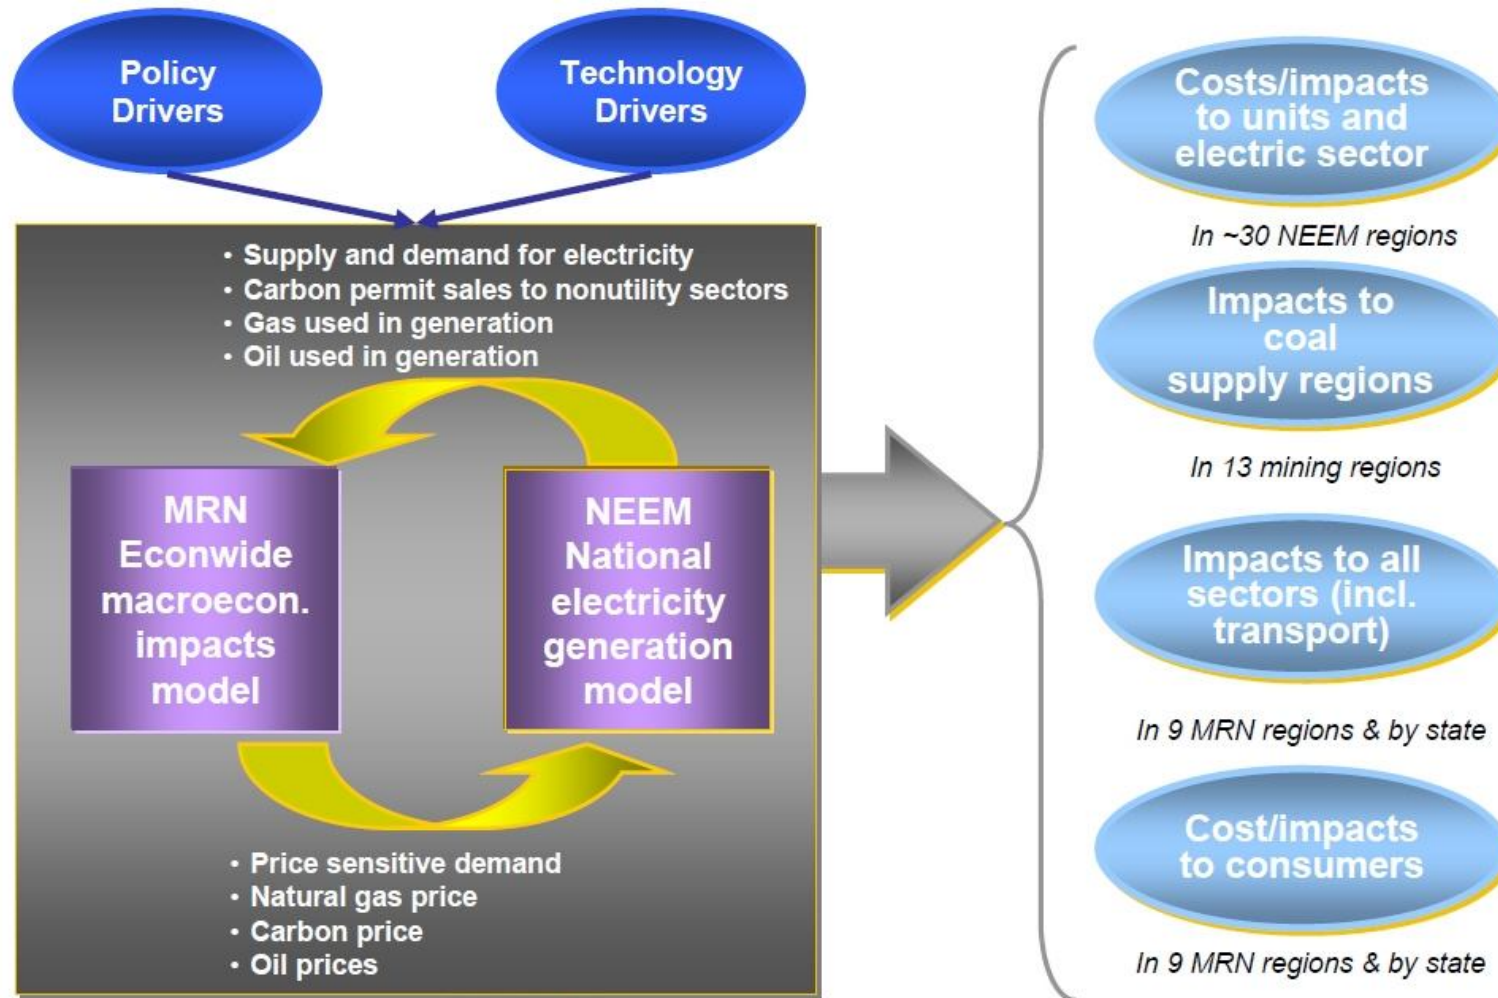 Policy
Drivers
Technology
Drivers
• Supply and demand for electricity
• Carbon permit sales to nonutility sectors
• Gas used in generation
• Oil used in generation
MRN
Econwide
macroecon.
impacts
model
NEEM
National
electricity
generation
model
• Price sensitive demand
• Natural gas price
• Carbon price
• Oil prices
Costs/impacts
to units and
electric sector
In ~30 NEEM regions
Impacts to
coal
supply regions
In 13 mining regions
Impacts to all
sectors (incl.
transport)
In 9 MRN regions & by state
Cost/impacts
to consumers
In 9 MRN regions & by state